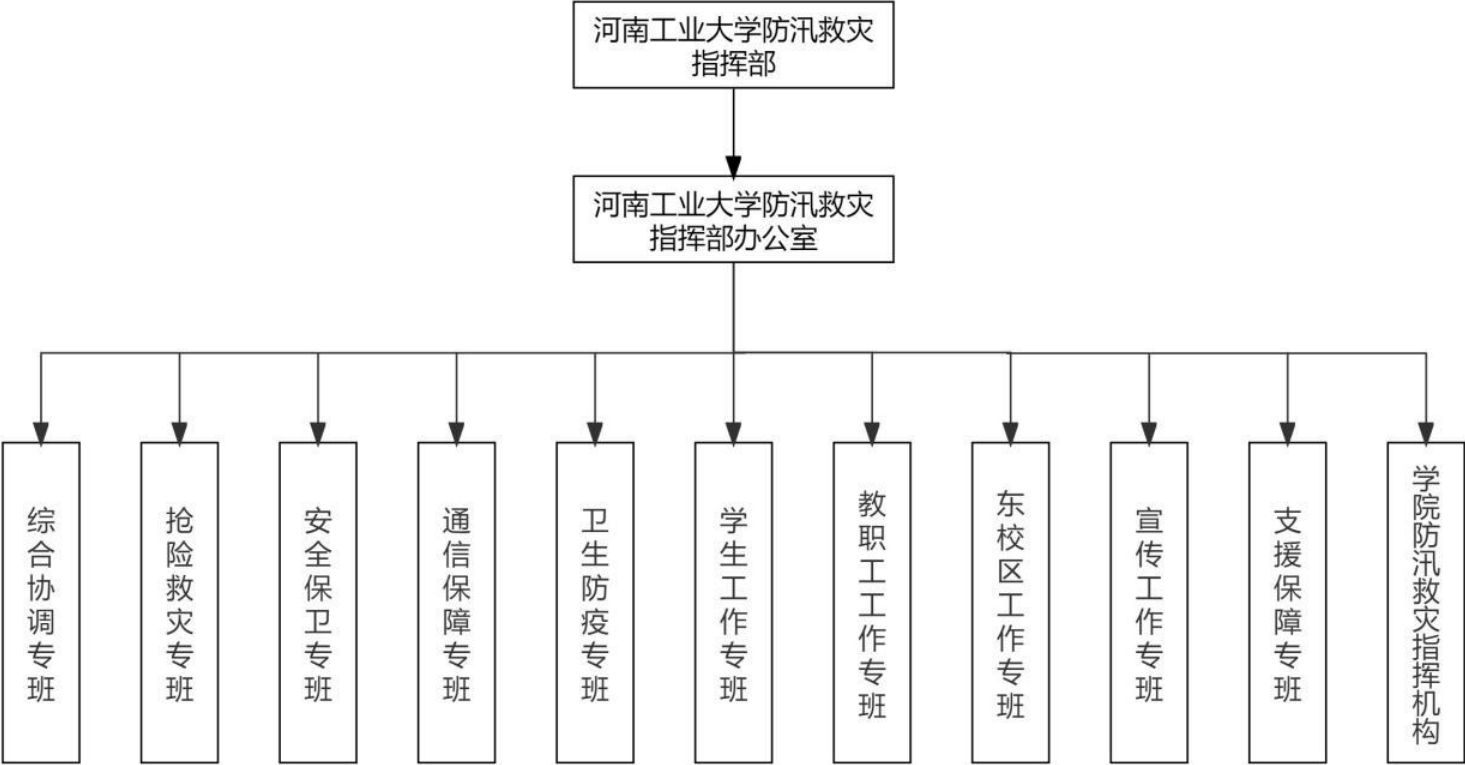 河南工业大学防汛救灾
指挥部
河南工业大学防汛救灾
指挥部办公室
综合协调专班
抢险救灾专班
安全保卫专班
通信保障专班
卫生防疫专班
学生工作专班
教职工工作专班
东校区工作专班
宣传工作专班
支援保障专班
学院防汛救灾指挥机构